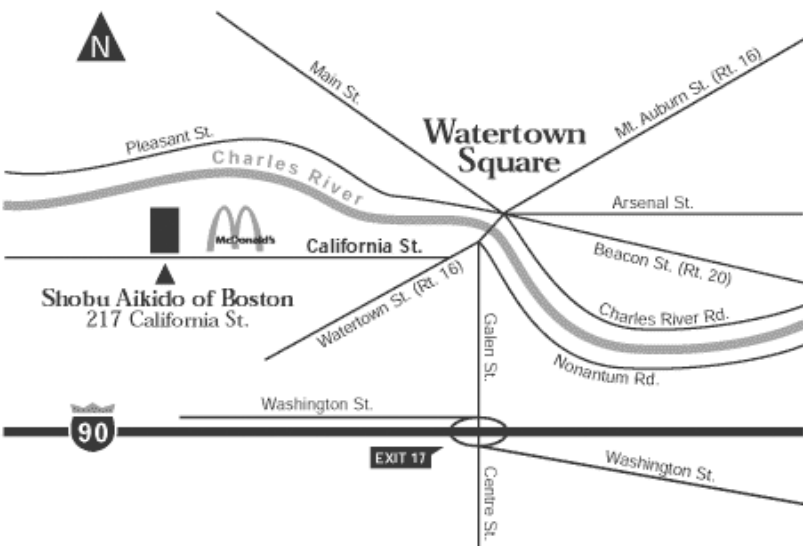 N
Main St.
Mt. Auburn St. (Rt. 16)
Watertown
Square
Pleasant St.
Charles River
Arsenal St.
McDonald's
California St.
Beacon St. (Rt. 20)
Watertown St. (Rt. 16)
Shobu Aikido of Boston
217 California St.
Charles River Rd.
Galen St.
Nonantum Rd.
Washington St.
90
EXIT 17
Washington St.
Centre St.